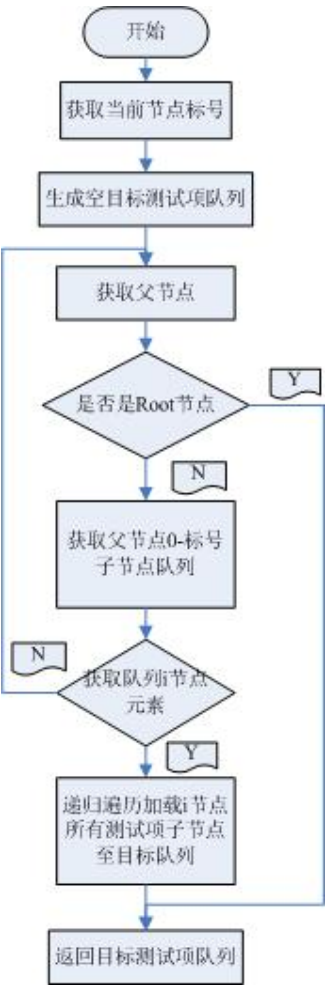 开始
获取当前节点标号
生成空目标测试项队列
获取父节点
是否是Root节点
Y
N
获取父节点0-标号
子节点队列
N
获取队列i节点
元素
Y
递归遍历加载i节点
所有测试项子节点
至目标队列
返回目标测试项队列